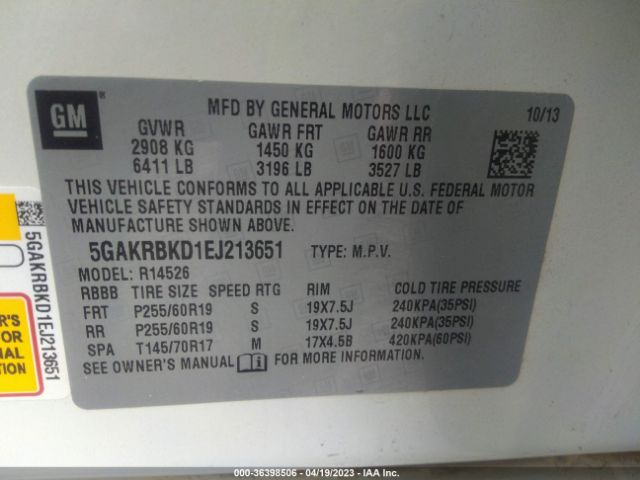 GM ®
MFD BY GENERAL MOTORS LLC 10/13
GVWR GAWR FRT GAWR RR
2908 KG 1450 KG 1600 KG
6411 LB 3196 LB 3527 LB
THIS VEHICLE CONFORMS TO ALL APPLICABLE U.S. FEDERAL MOTOR
VEHICLE SAFETY STANDARDS IN EFFECT ON THE DATE OF
MANUFACTURE SHOWN ABOVE.
5GAKRBKD1EJ213651 TYPE: M.P.V.
MODEL: R14526
RBBB TIRE SIZE SPEED RTG RIM COLD TIRE PRESSURE
FRT P255/60R19 S 19X7.5J 240KPA(35PSI)
RR P255/60R19 S 19X7.5J 240KPA(35PSI)
SPA T145/70R17 M 17X4.5B 420KPA(60PSI)
SEE OWNER'S MANUAL FOR MORE INFORMATION.
5GAKRBKD1EJ213651
ER'S
OR
NAL
TION
000-36398506 - 04/19/2023 - IAA Inc.